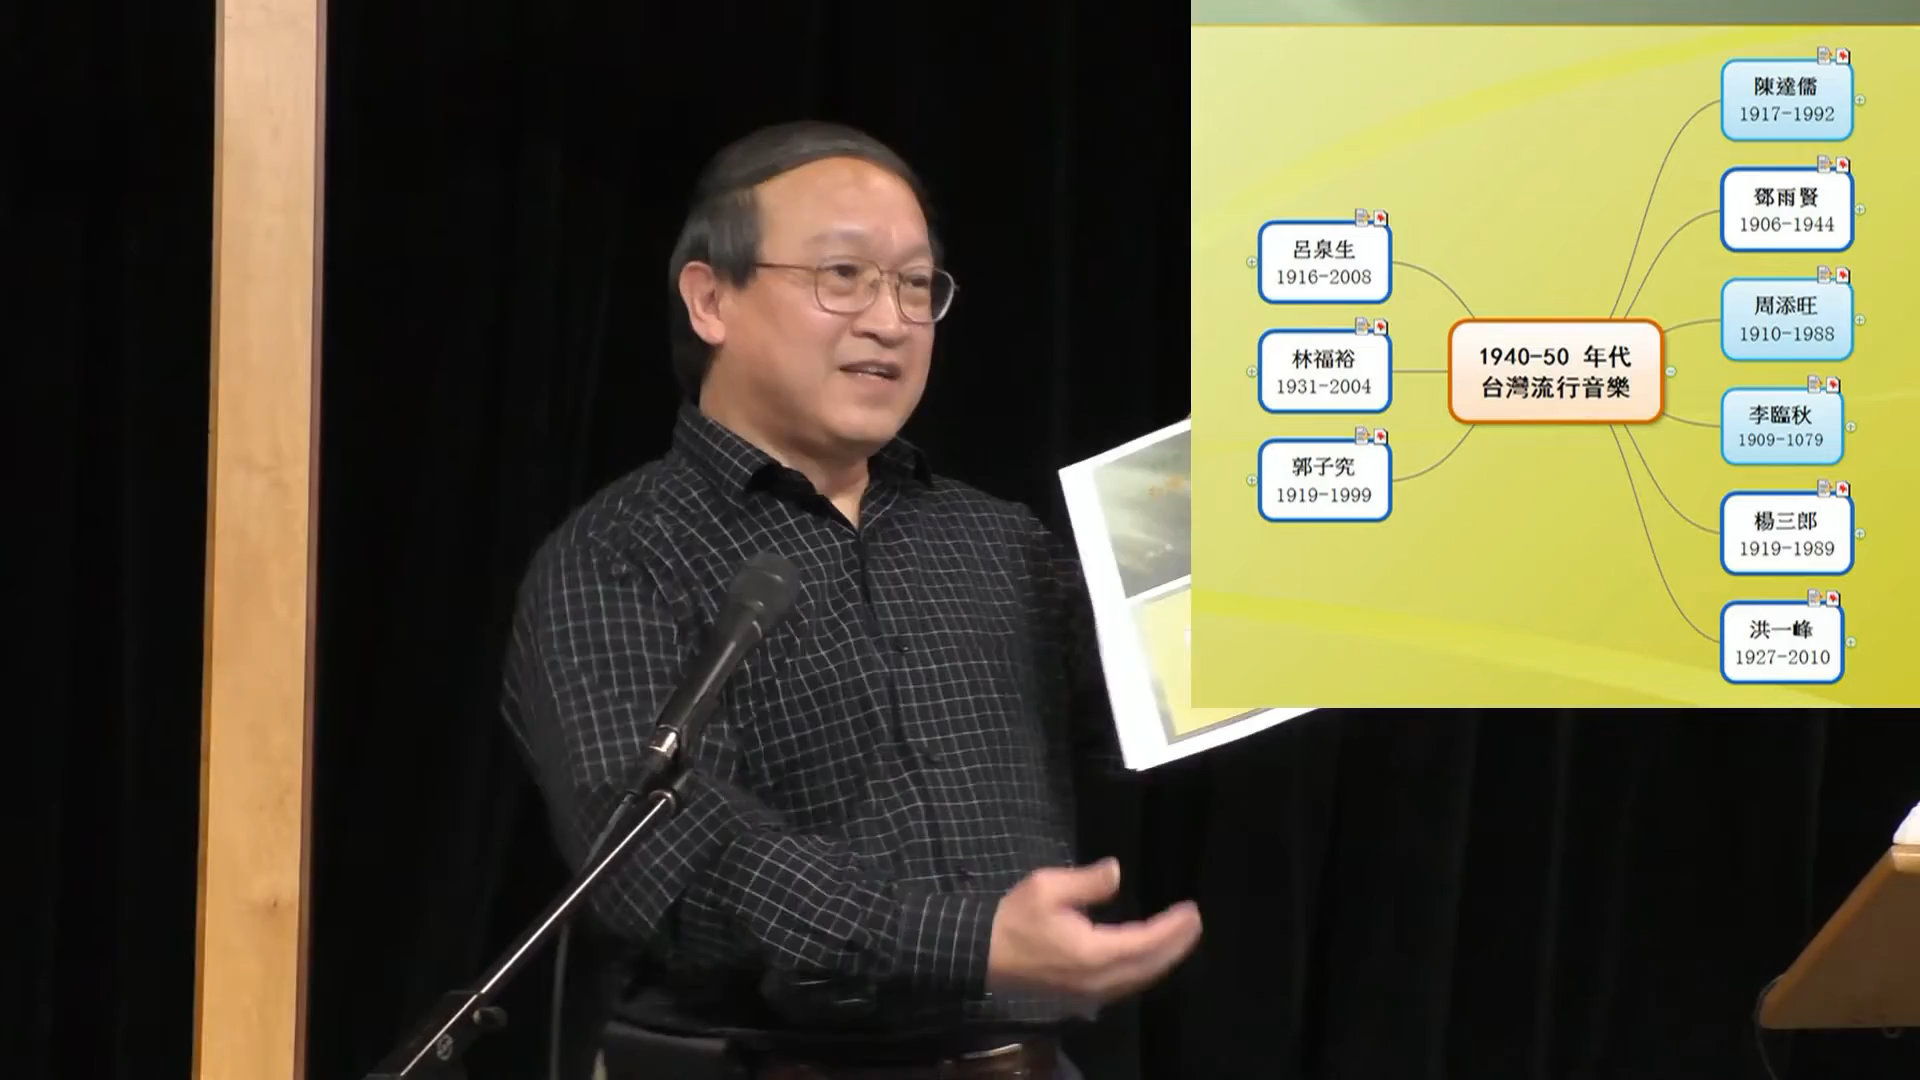 呂泉生
1916-2008
林福裕
1931-2004
郭子究
1919-1999
1940-50 年代
台灣流行音樂
陳達儒
1917-1992
鄧雨賢
1906-1944
周添旺
1910-1988
李臨秋
1909-1079
楊三郎
1919-1989
洪一峰
1927-2010